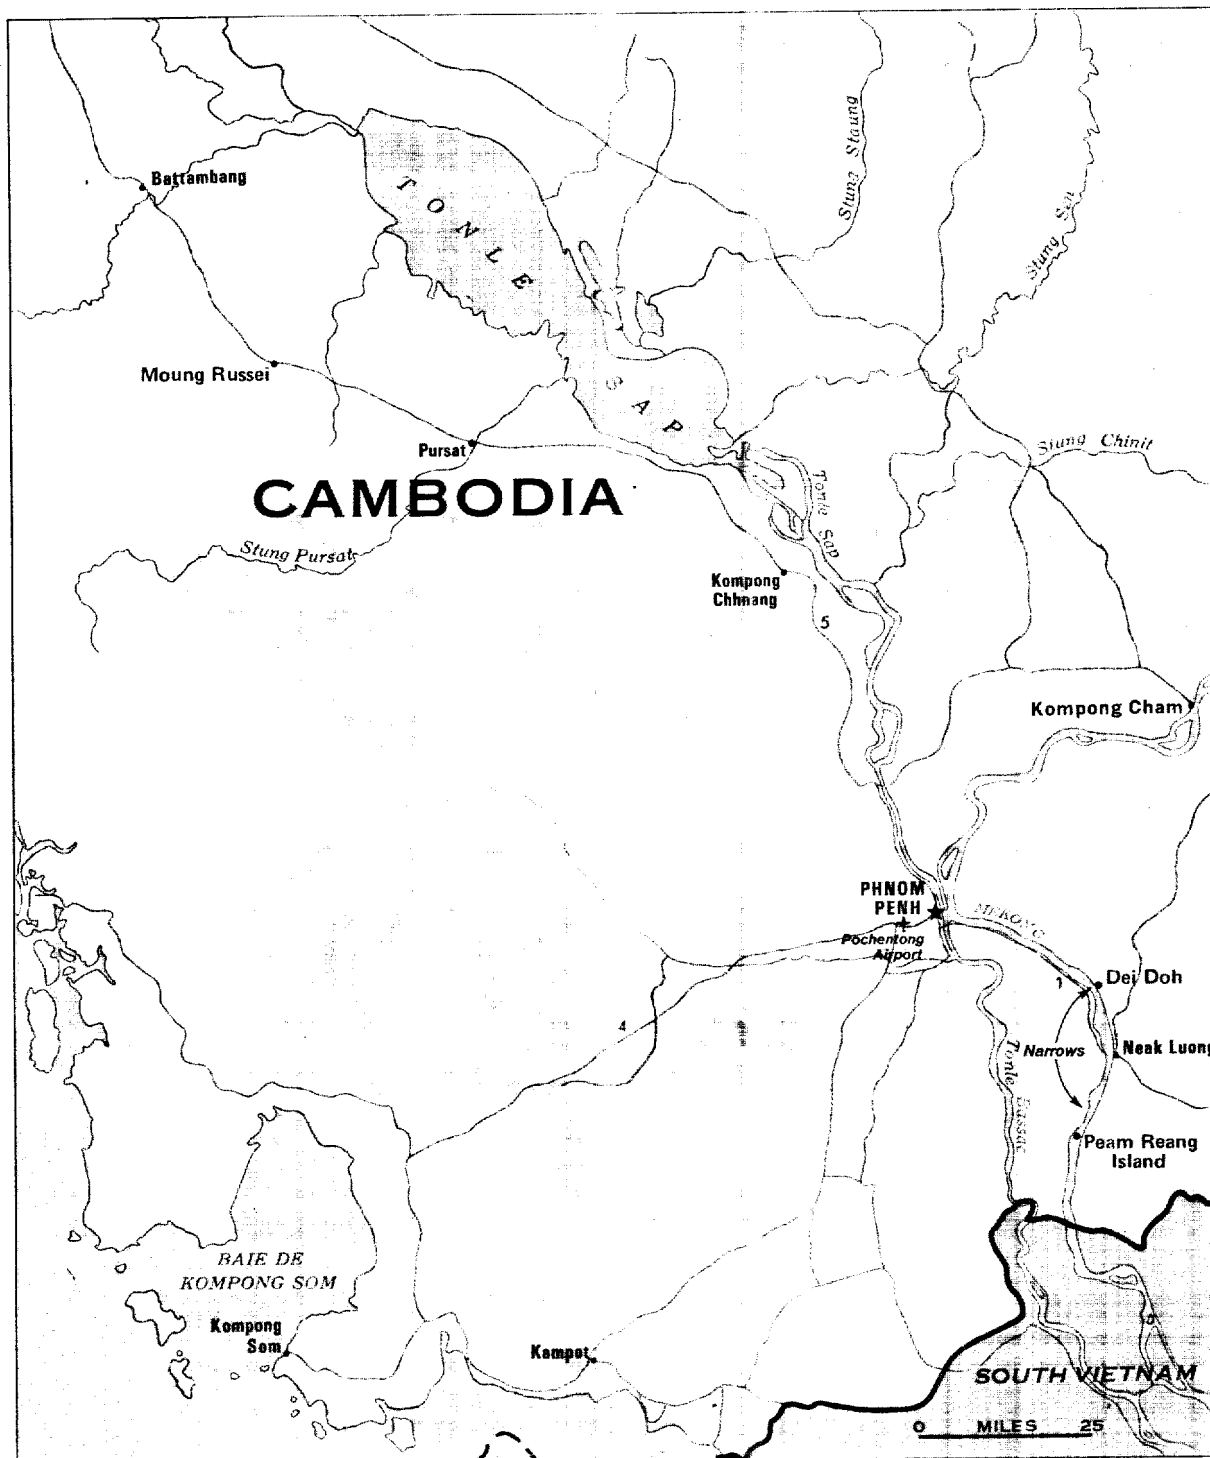 Battambang
TONLE
SAP
Stung Staung
Stung Sen
Moung Russei
Pursat
CAMBODIA
Stung Chinit
Tonle Sap
Stung Pursat
Kompong
Chhnang
5
Kompong Cham
PHNOM
PENH
MEKONG
Pochentong
Airport
1
Dei Doh
4
Narrows
Neak Luong
Tonle Bassac
Peam Reang
Island
BAIE DE
KOMPONG SOM
Kompong
Som
Kampot
SOUTH VIETNAM
0 MILES 25